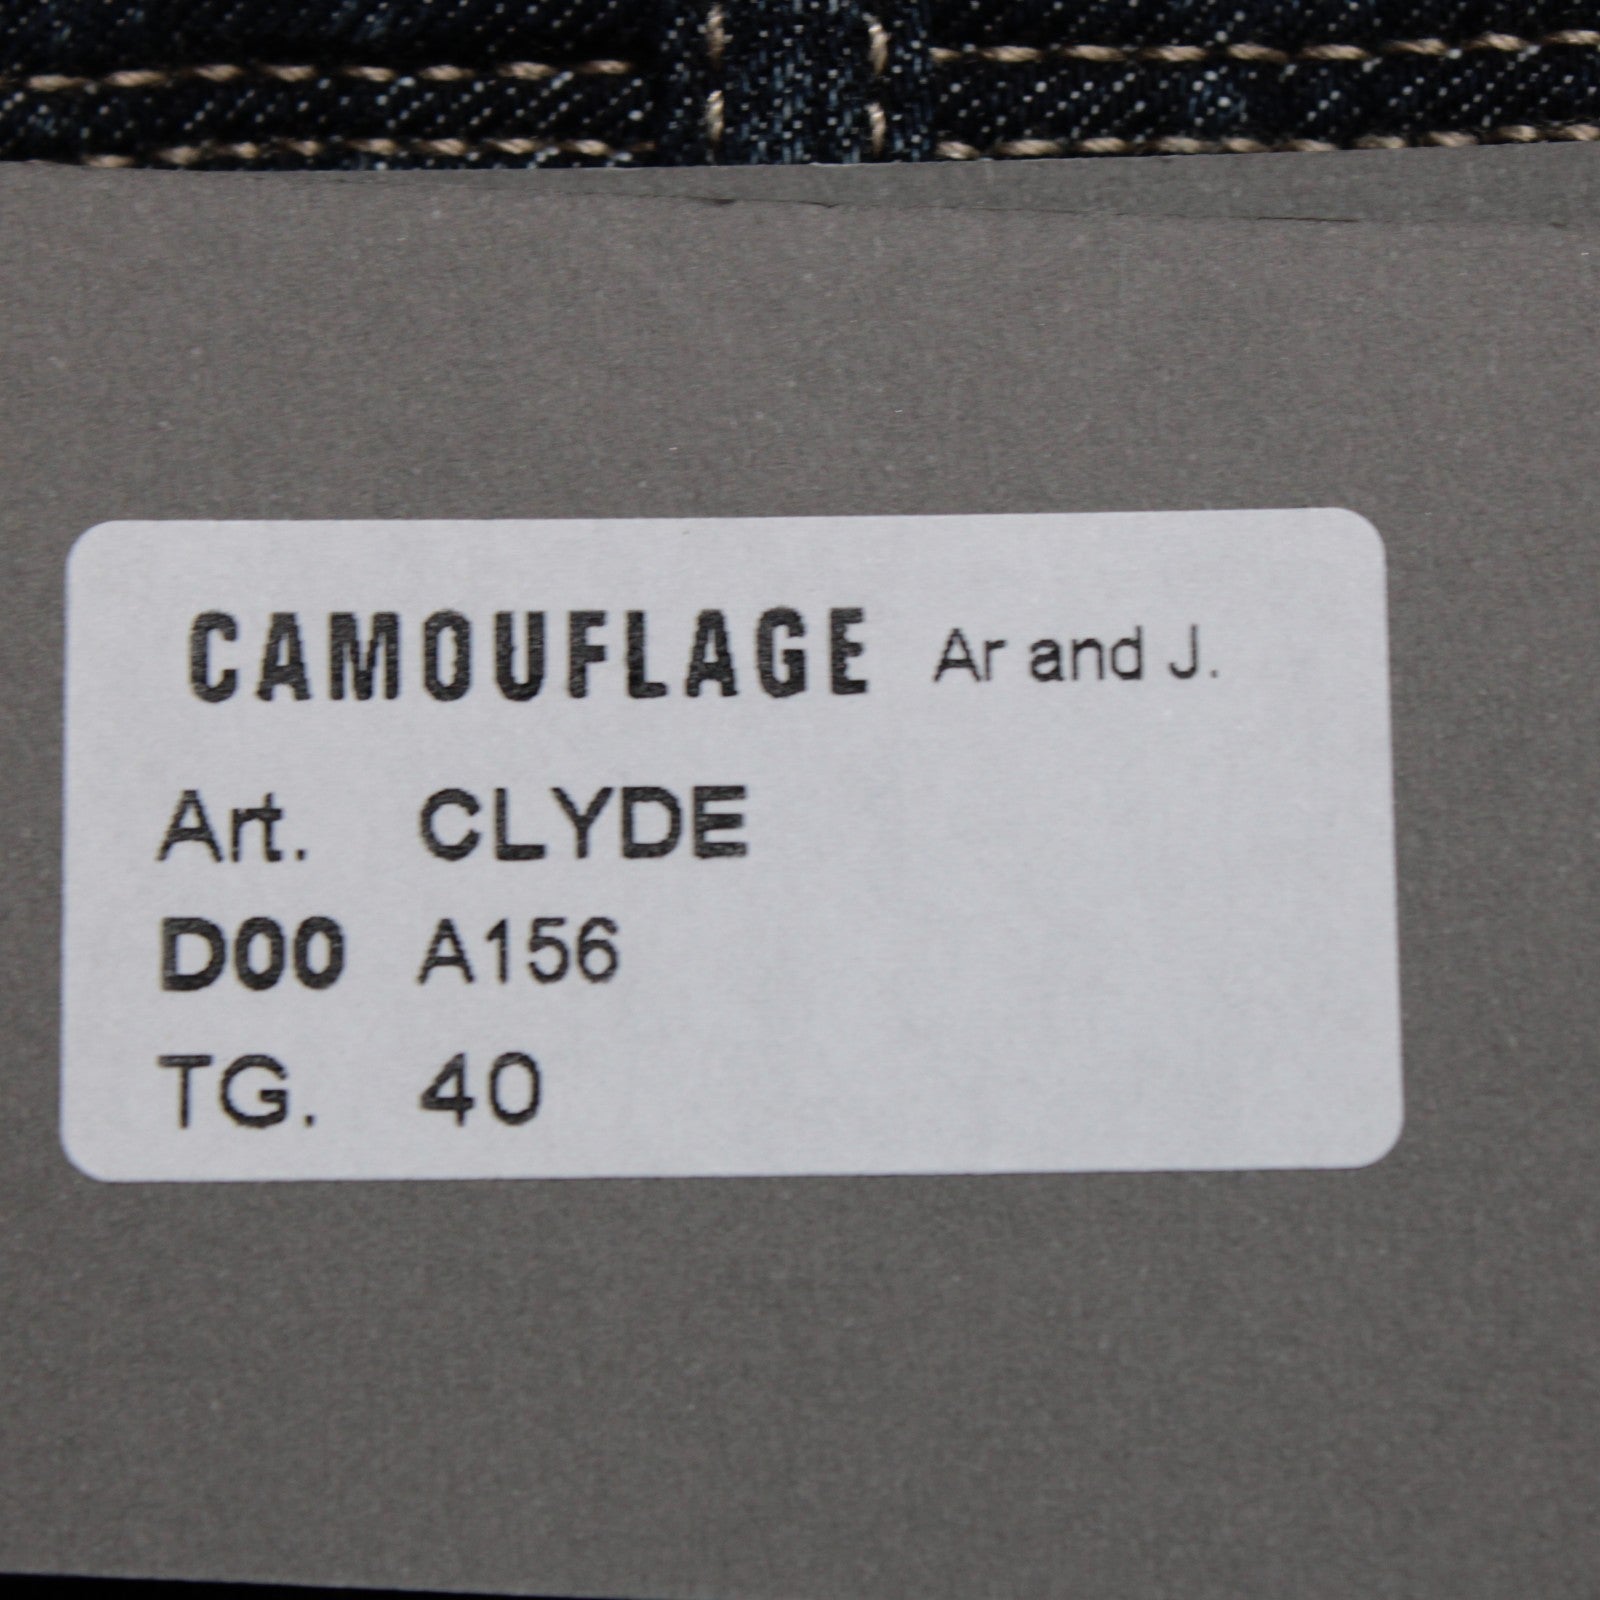 CAMOUFLAGE Ar and J.
Art. CLYDE
D00 A156
TG. 40